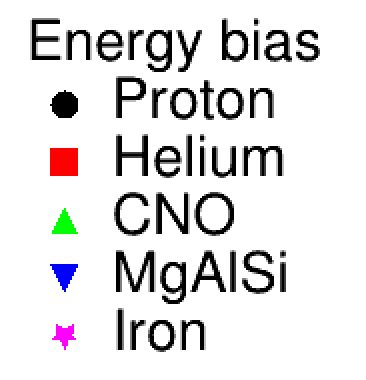 Energy bias
Proton
Helium
CNO
MgAlSi
Iron